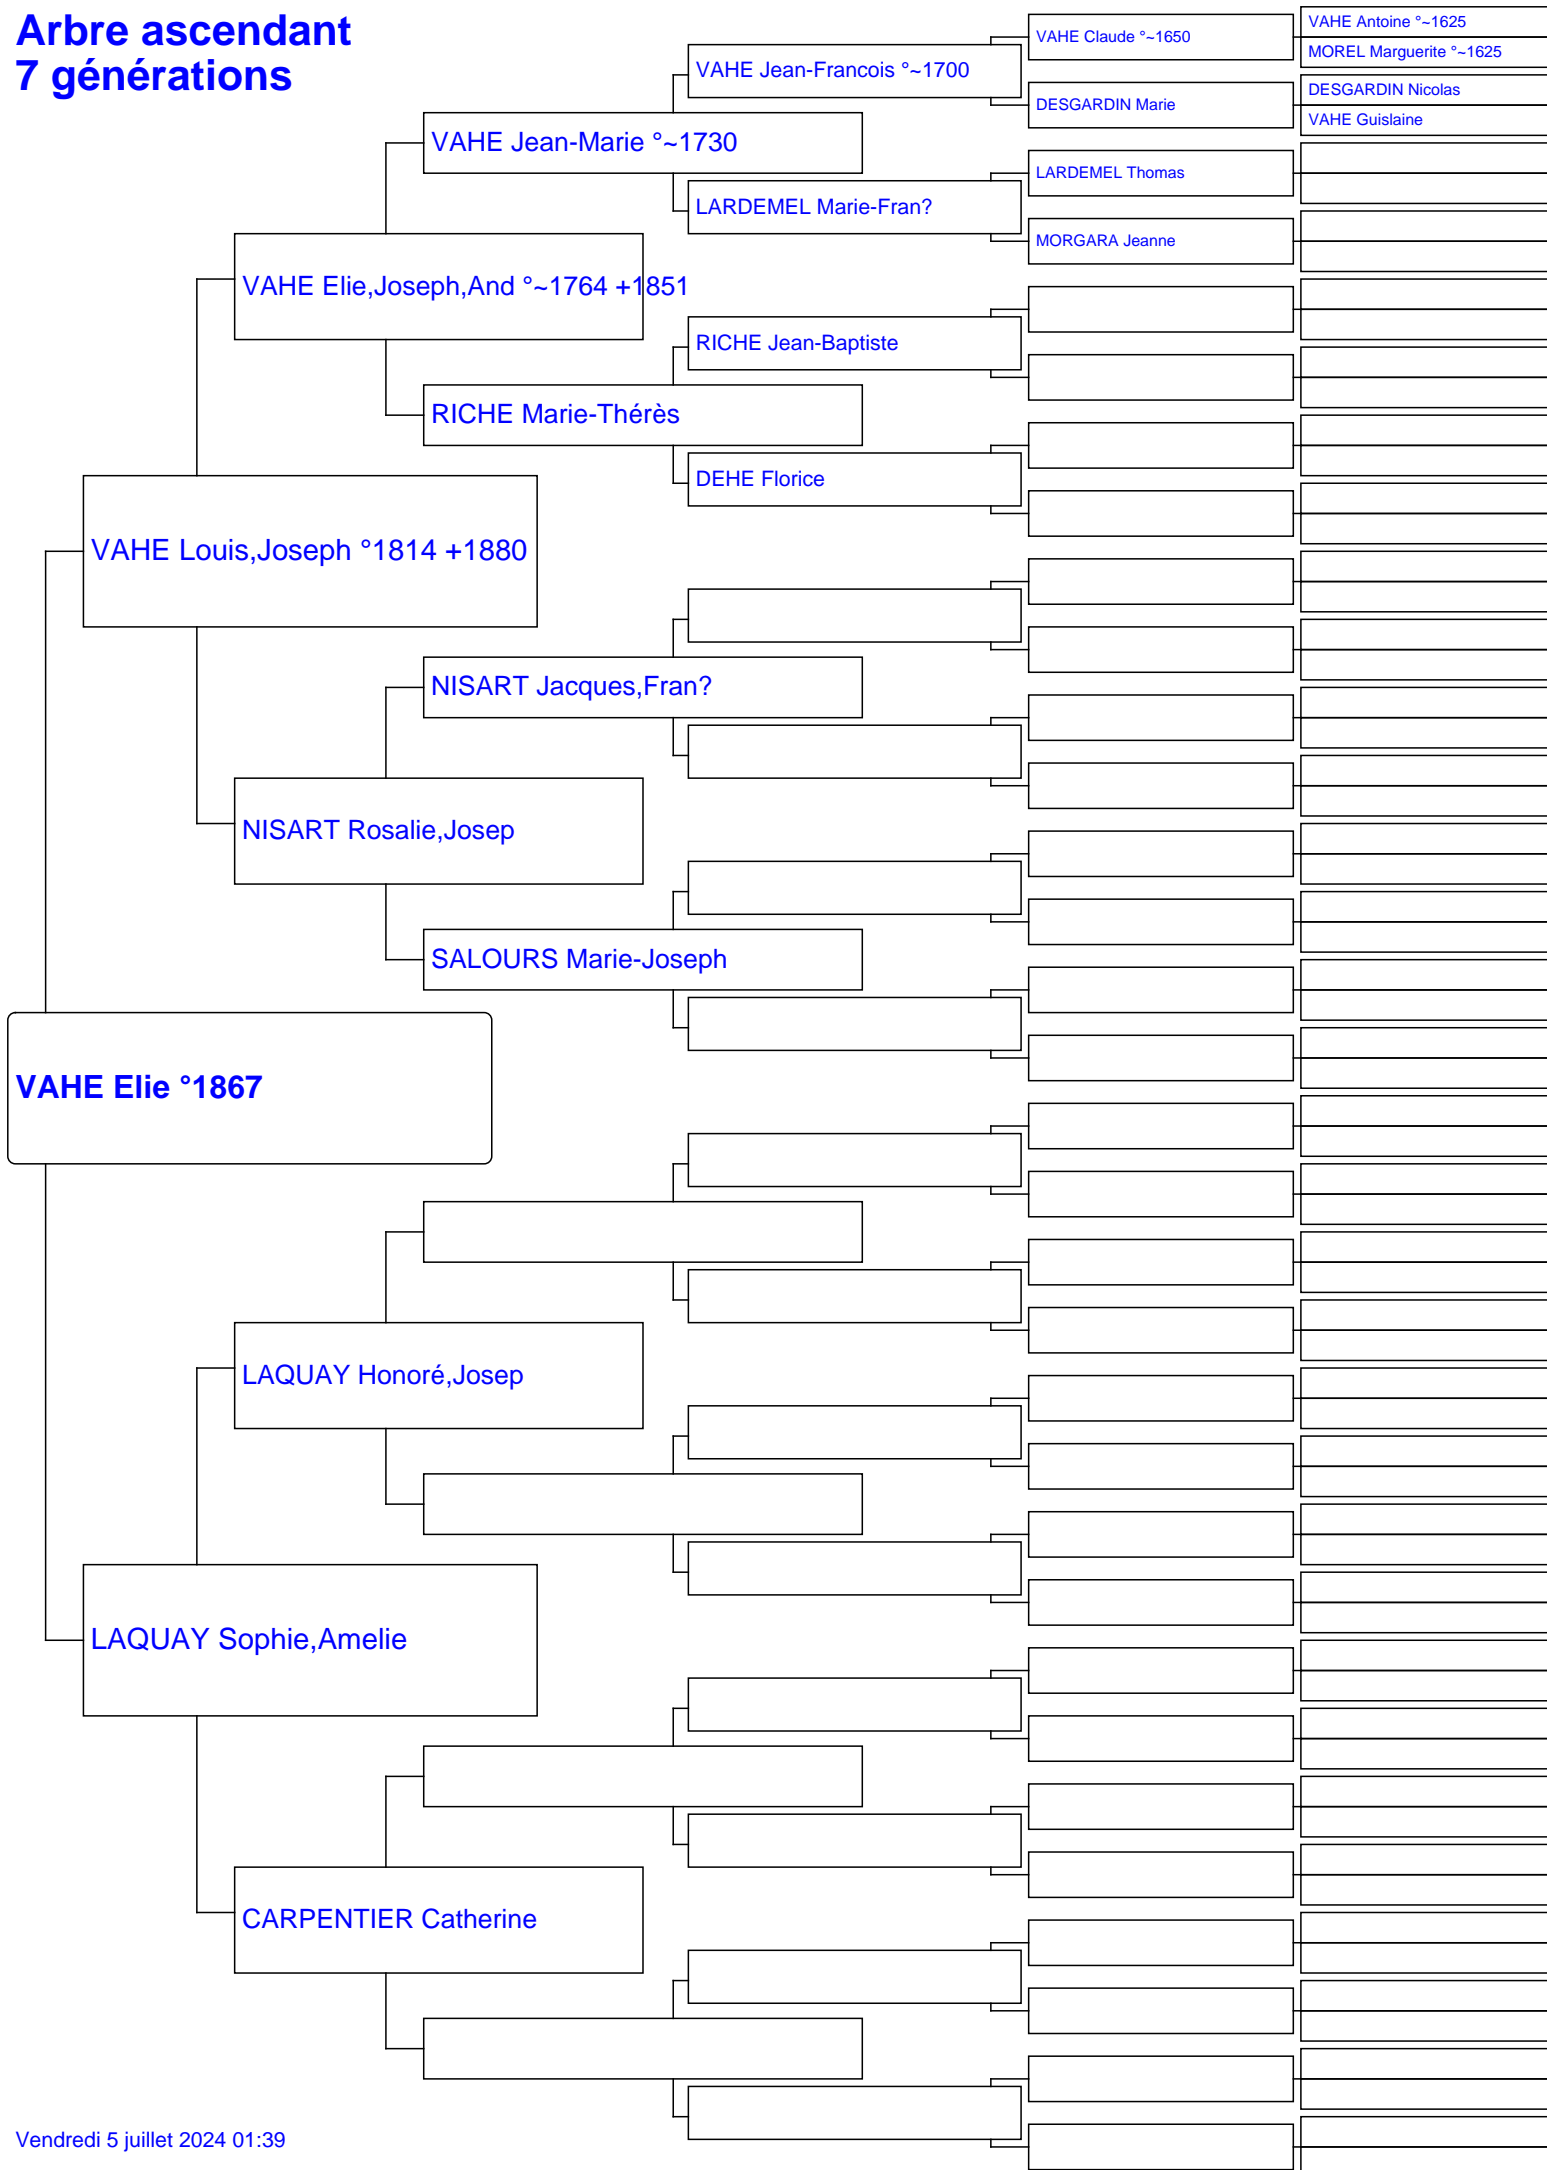 Arbre ascendant
7 générations
VAHE Elie °1867
VAHE Louis,Joseph °1814 +1880
LAQUAY Sophie,Amelie
VAHE Elie,Joseph,And °~1764 +1851
NISART Rosalie,Josep
LAQUAY Honoré,Josep
CARPENTIER Catherine
VAHE Jean-Marie °~1730
RICHE Marie-Thérès
NISART Jacques,Fran?
SALOURS Marie-Joseph
VAHE Jean-Francois °~1700
LARDEMEL Marie-Fran?
RICHE Jean-Baptiste
DEHE Florice
VAHE Claude °~1650
DESGARDIN Marie
LARDEMEL Thomas
MORGARA Jeanne
VAHE Antoine °~1625
MOREL Marguerite °~1625
DESGARDIN Nicolas
VAHE Guislaine
Vendredi 5 juillet 2024 01:39